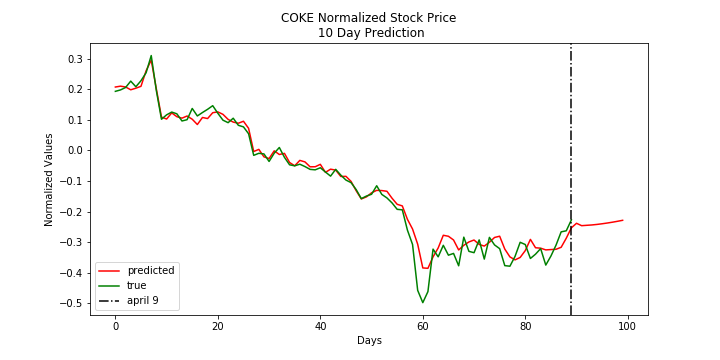 COKE Normalized Stock Price
10 Day Prediction
Normalized Values
0.3
0.2
0.1
0.0
−0.1
−0.2
−0.3
−0.4
−0.5
predicted
true
april 9
0 20 40 60 80 100
Days